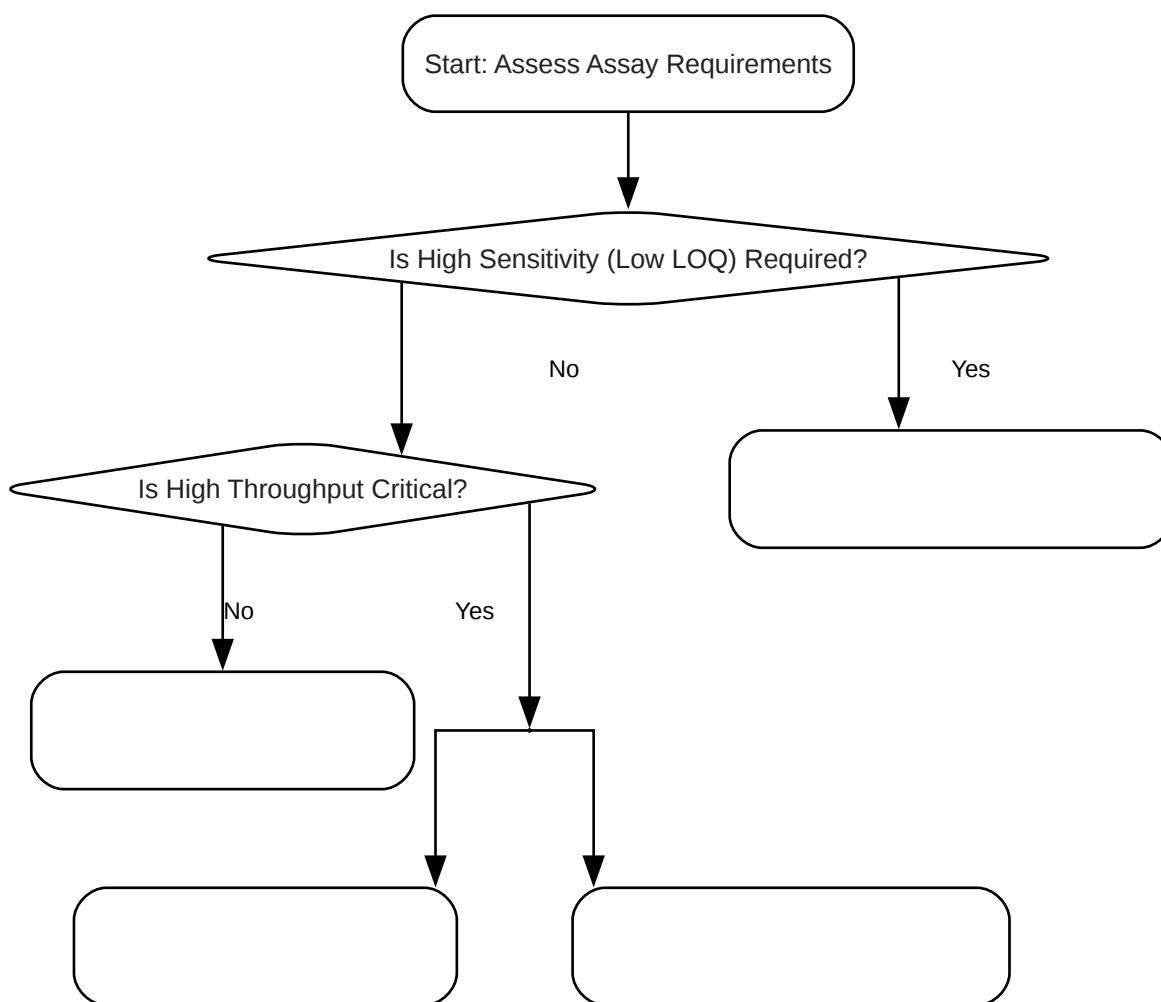 Start: Assess Assay Requirements
Is High Sensitivity (Low LOQ) Required?
No
Yes
Is High Throughput Critical?
No
Yes